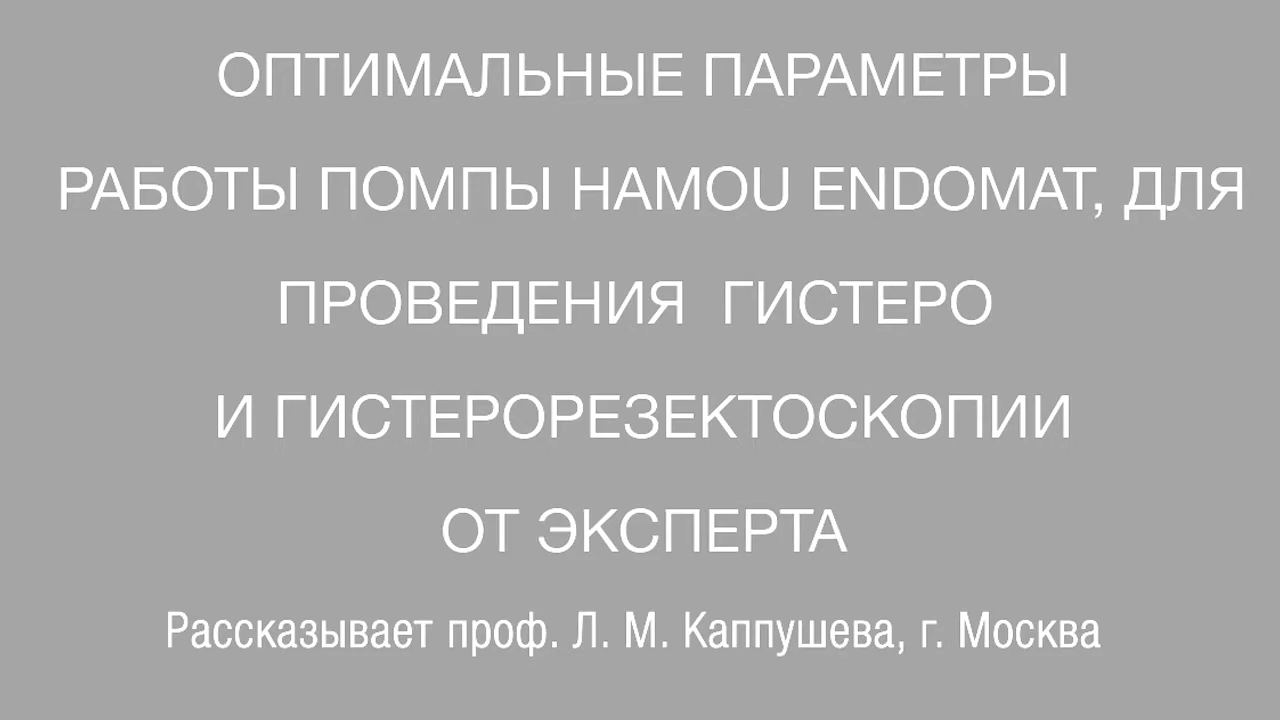 ОПТИМАЛЬНЫЕ ПАРАМЕТРЫ
РАБОТЫ ПОМПЫ HAMOU ENDOMAT, ДЛЯ
ПРОВЕДЕНИЯ ГИСТЕРО
И ГИСТЕРОРЕЗЕКТОСКОПИИ
ОТ ЭКСПЕРТА
Рассказывает проф. Л. М. Каппушева, г. Москва